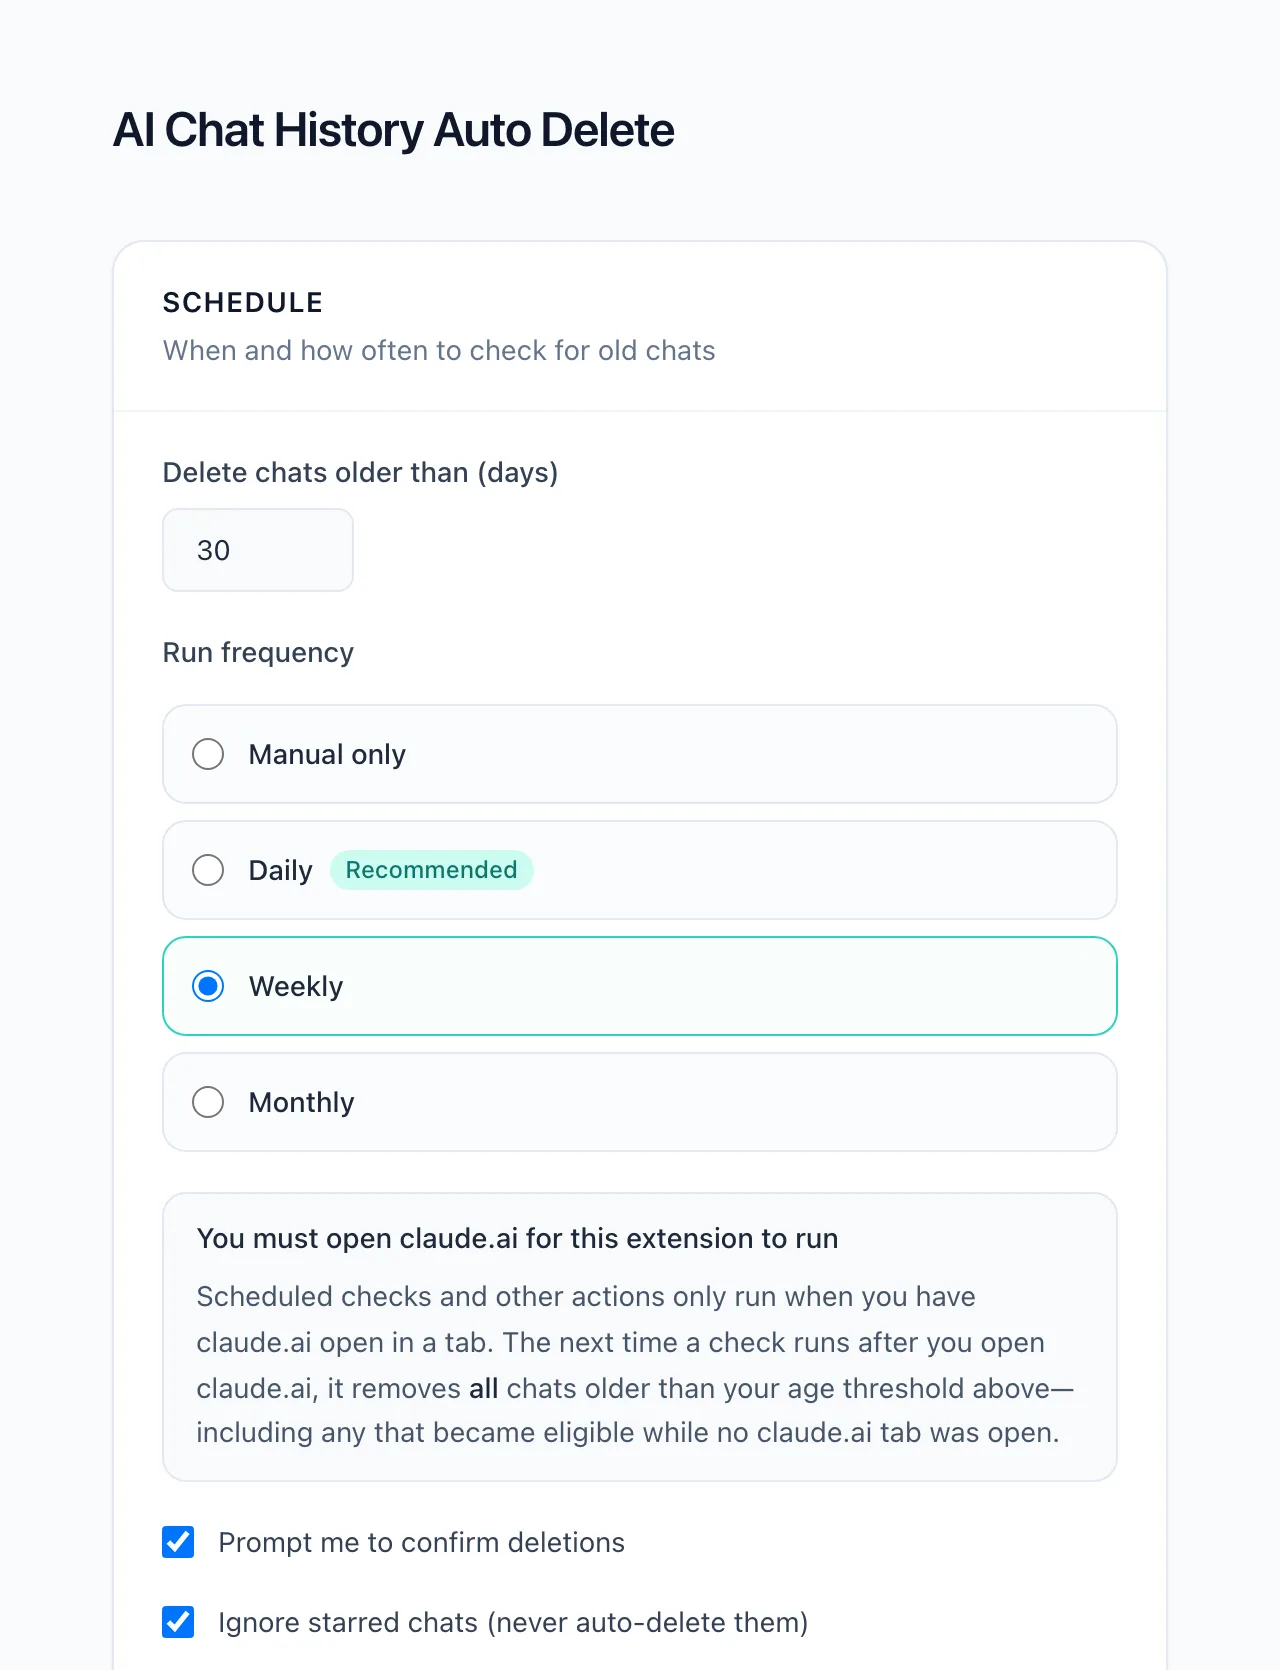 AI Chat History Auto Delete
SCHEDULE
When and how often to check for old chats
Delete chats older than (days)
30
Run frequency
Manual only
Daily Recommended
Weekly
Monthly
You must open claude.ai for this extension to run
Scheduled checks and other actions only run when you have
claude.ai open in a tab. The next time a check runs after you open
claude.ai, it removes all chats older than your age threshold above—
including any that became eligible while no claude.ai tab was open.
Prompt me to confirm deletions
Ignore starred chats (never auto-delete them)